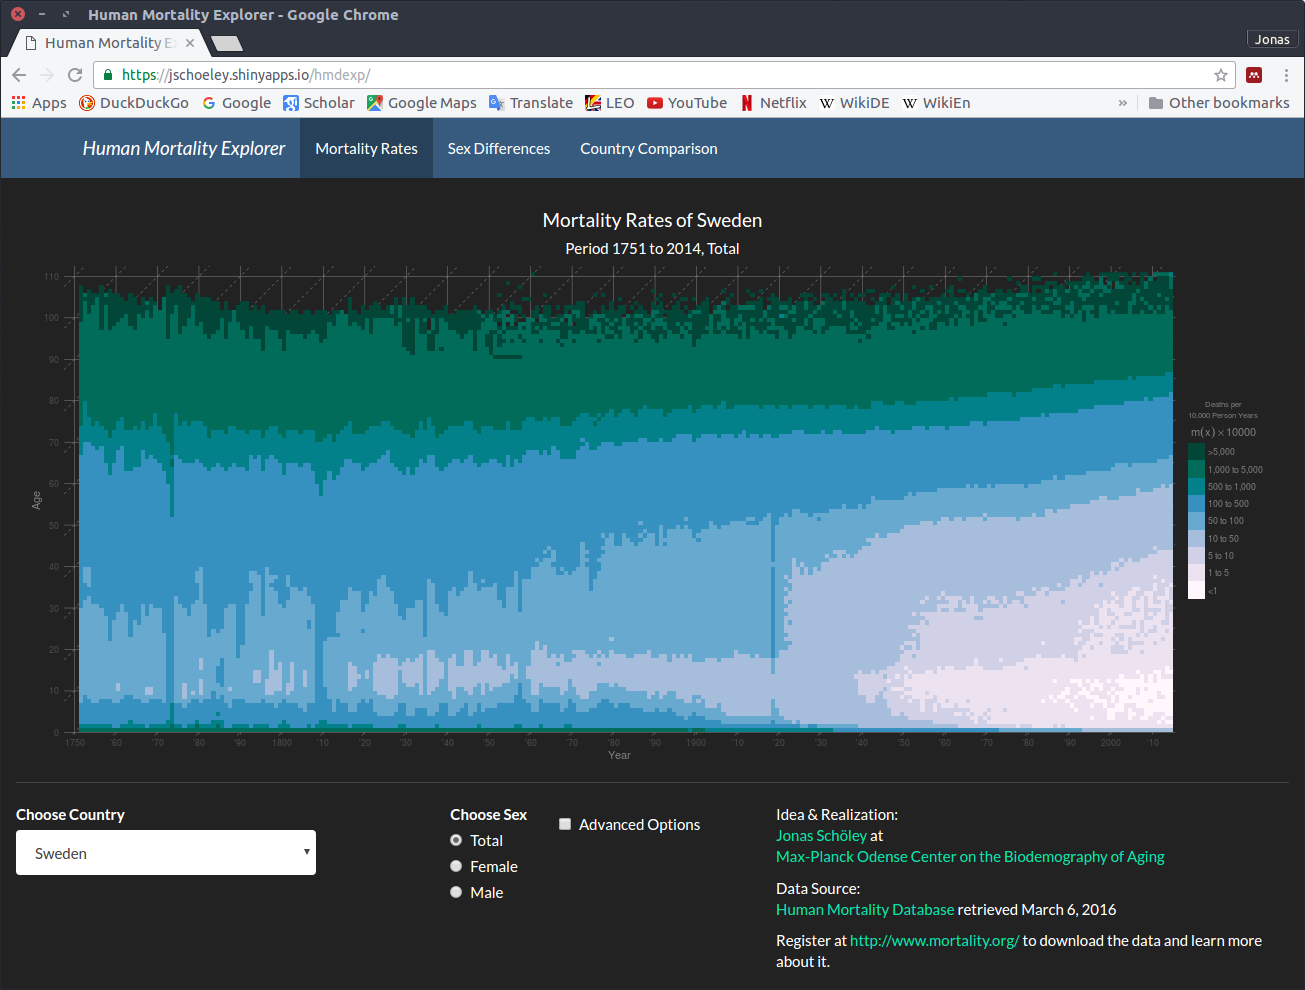 Human Mortality Explorer - Google Chrome
Human Mortality E
Jonas
https://jschoeley.shinyapps.io/hmdexp/
Apps DuckDuckGo Google Scholar Google Maps Translate LEO YouTube Netflix WikiDE WikiEn » Other bookmarks
Human Mortality Explorer Mortality Rates Sex Differences Country Comparison
Mortality Rates of Sweden
Period 1751 to 2014, Total
110
100
90
80
70
60
50
40
30
20
10
0
Age
1750 '60 '70 '80 '90 1800 '10 '20 '30 '40 '50 '60 '70 '80 '90 1900 '10 '20 '30 '40 '50 '60 '70 '80 '90 2000 '10
Year
Deaths per
10,000 Person Years
m(x) × 10000
>5,000
1,000 to 5,000
500 to 1,000
100 to 500
50 to 100
10 to 50
5 to 10
1 to 5
<1
Choose Country
Sweden
Choose Sex
Total
Female
Male
Advanced Options
Idea & Realization:
Jonas Schöley at
Max-Planck Odense Center on the Biodemography of Aging
Data Source:
Human Mortality Database retrieved March 6, 2016
Register at http://www.mortality.org/ to download the data and learn more
about it.